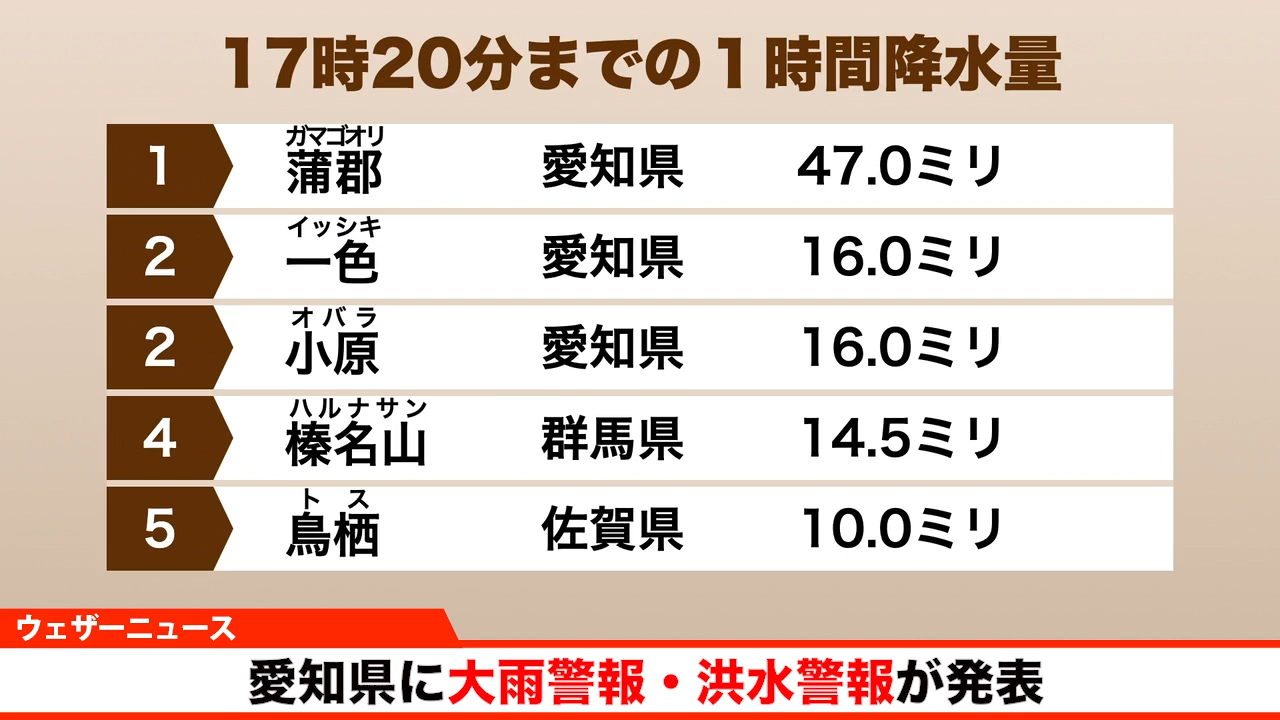 17時20分までの1時間降水量
1 ガマゴオリ 蒲郡 愛知県 47.0ミリ
2 イッシキ 一色 愛知県 16.0ミリ
2 オバラ 小原 愛知県 16.0ミリ
4 ハルナサン 榛名山 群馬県 14.5ミリ
5 トス 鳥栖 佐賀県 10.0ミリ
ウェザーニュース
愛知県に大雨警報・洪水警報が発表